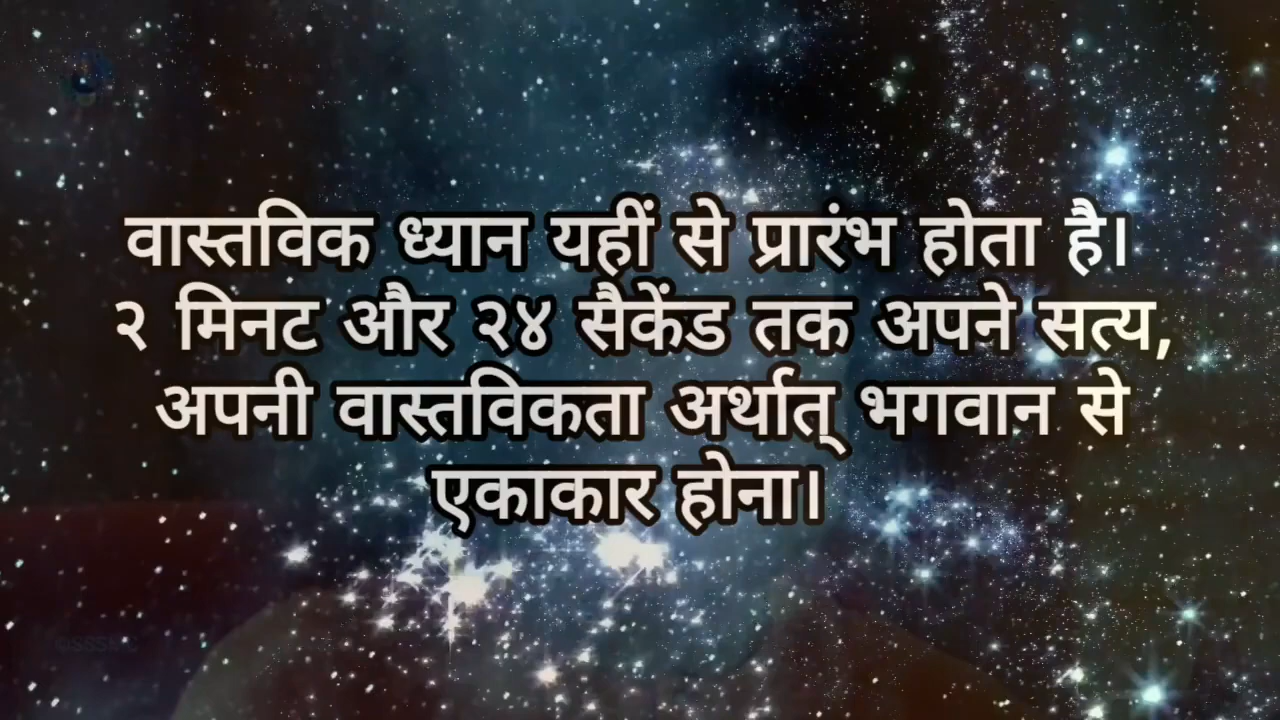 वास्तविक ध्यान यहीं से प्रारंभ होता है।
२ मिनट और २४ सैकेंड तक अपने सत्य,
अपनी वास्तविकता अर्थात् भगवान से
एकाकार होना।